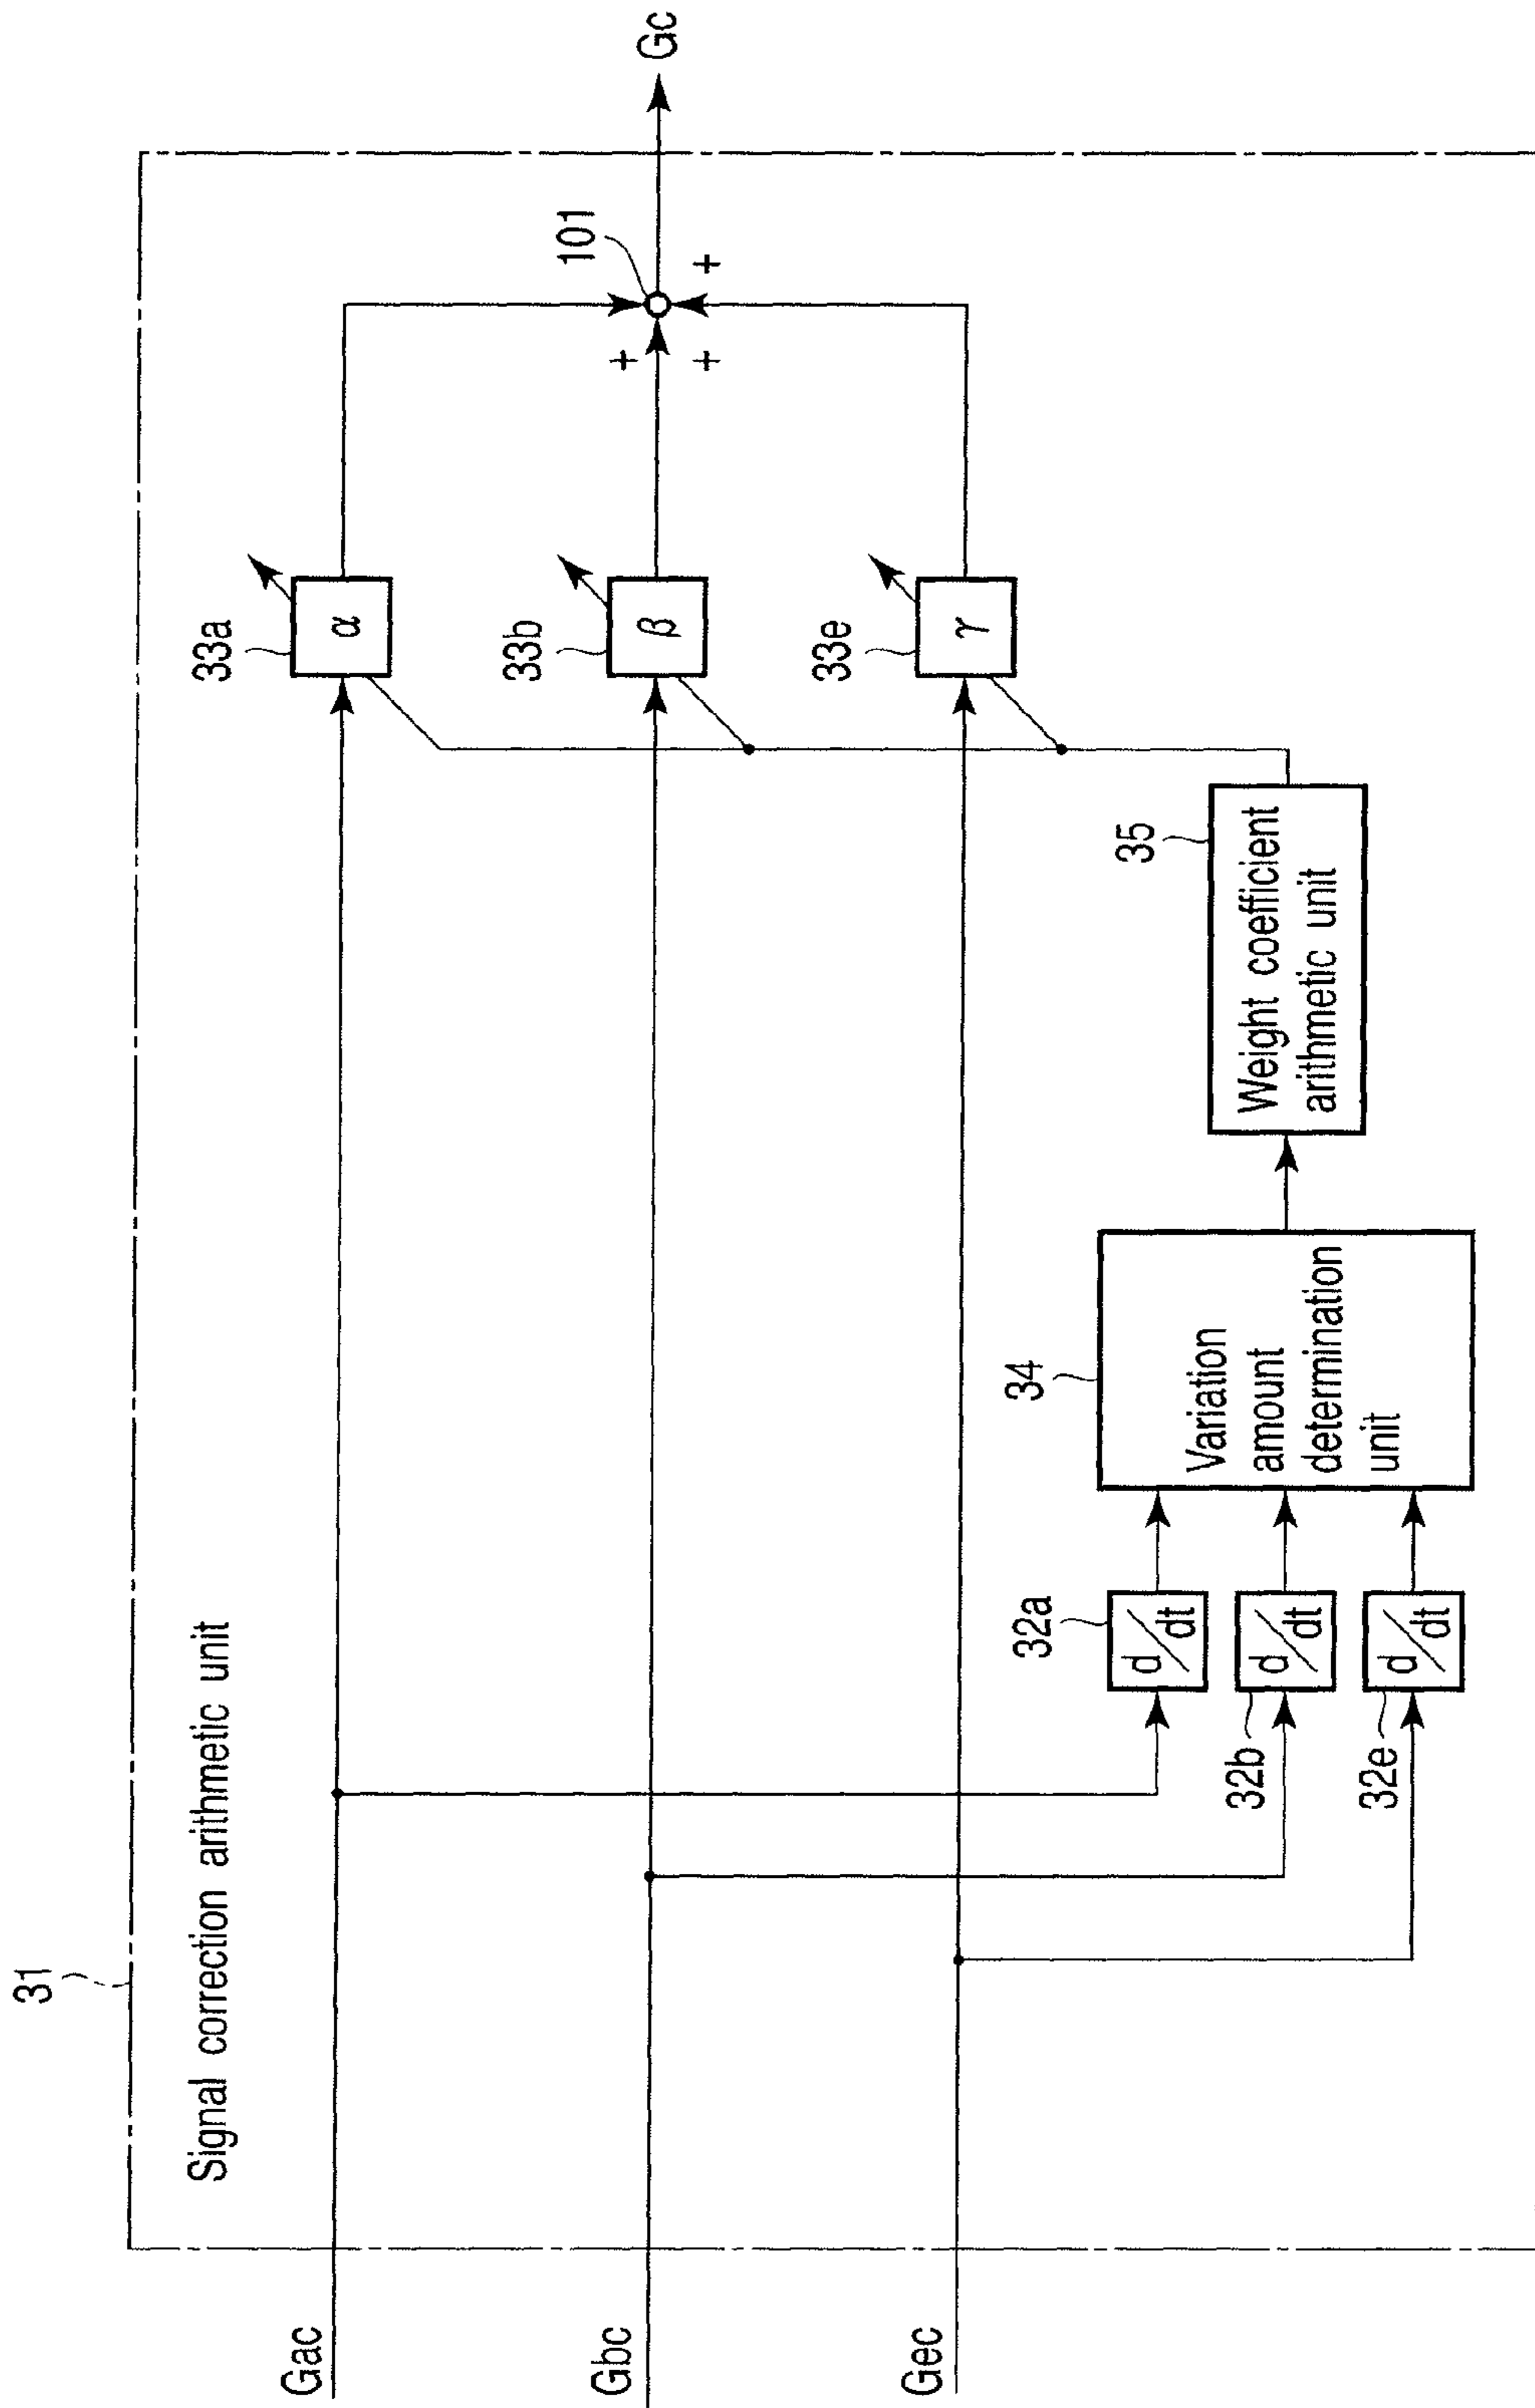 31
Signal correction arithmetic unit
Gac
Gbc
Gec
33a
α
33b
β
33e
γ
101
+
+
+
Gc
32a
d/dt
32b
d/dt
32e
d/dt
34
Variation
amount
determination
unit
35
Weight coefficient
arithmetic unit